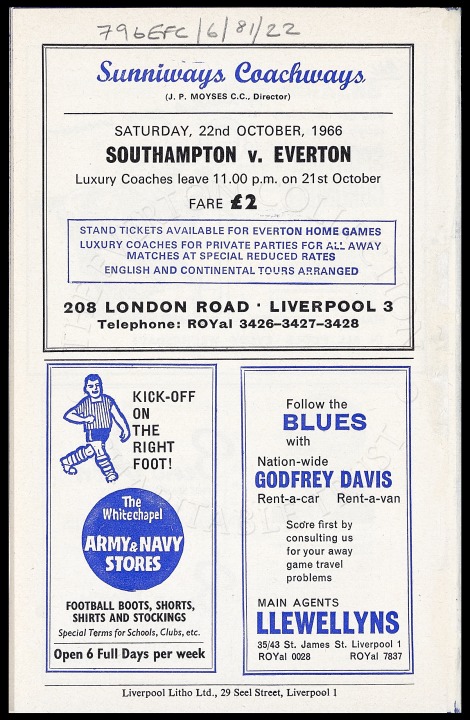 796EFC/6/81/22
Sunniways Coachways
(J. P. MOYSES C.C., Director)
SATURDAY, 22nd OCTOBER, 1966
SOUTHAMPTON v. EVERTON
Luxury Coaches leave 11.00 p.m. on 21st October
FARE £2
STAND TICKETS AVAILABLE FOR EVERTON HOME GAMES
LUXURY COACHES FOR PRIVATE PARTIES FOR ALL AWAY
MATCHES AT SPECIAL REDUCED RATES
ENGLISH AND CONTINENTAL TOURS ARRANGED
208 LONDON ROAD · LIVERPOOL 3
Telephone: ROYal 3426-3427-3428
KICK-OFF
ON
THE
RIGHT
FOOT!
The
Whitechapel
ARMY & NAVY
STORES
FOOTBALL BOOTS, SHORTS,
SHIRTS AND STOCKINGS
Special Terms for Schools, Clubs, etc.
Open 6 Full Days per week
Follow the
BLUES
with
Nation-wide
GODFREY DAVIS
Rent-a-car Rent-a-van
Score first by
consulting us
for your away
game travel
problems
MAIN AGENTS
LLEWELLYNS
35/43 St. James St. Liverpool 1
ROYal 0028 ROYal 7837
Liverpool Litho Ltd., 29 Seel Street, Liverpool 1